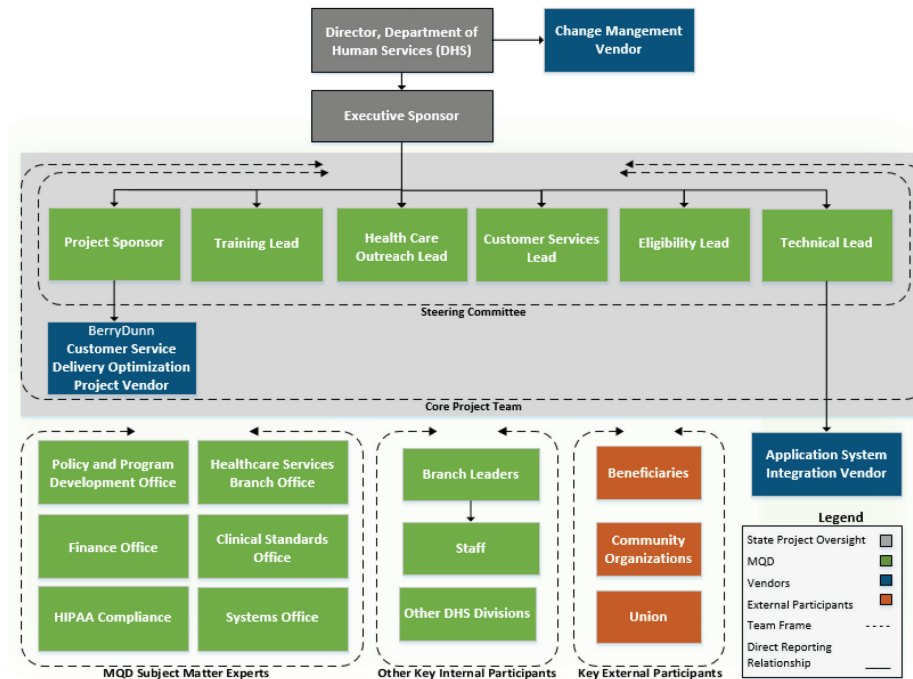 Director, Department of
Human Services (DHS)
Change Mangement
Vendor
Executive Sponsor
Project Sponsor
Training Lead
Health Care
Outreach Lead
Customer Services
Lead
Eligibility Lead
Technical Lead
Steering Committee
BerryDunn
Customer Service
Delivery Optimization
Project Vendor
Core Project Team
Policy and Program
Development Office
Healthcare Services
Branch Office
Finance Office
Clinical Standards
Office
HIPAA Compliance
Systems Office
MQD Subject Matter Experts
Branch Leaders
Staff
Other DHS Divisions
Other Key Internal Participants
Beneficiaries
Community
Organizations
Union
Key External Participants
Application System
Integration Vendor
Legend
State Project Oversight
MQD
Vendors
External Participants
Team Frame
Direct Reporting
Relationship